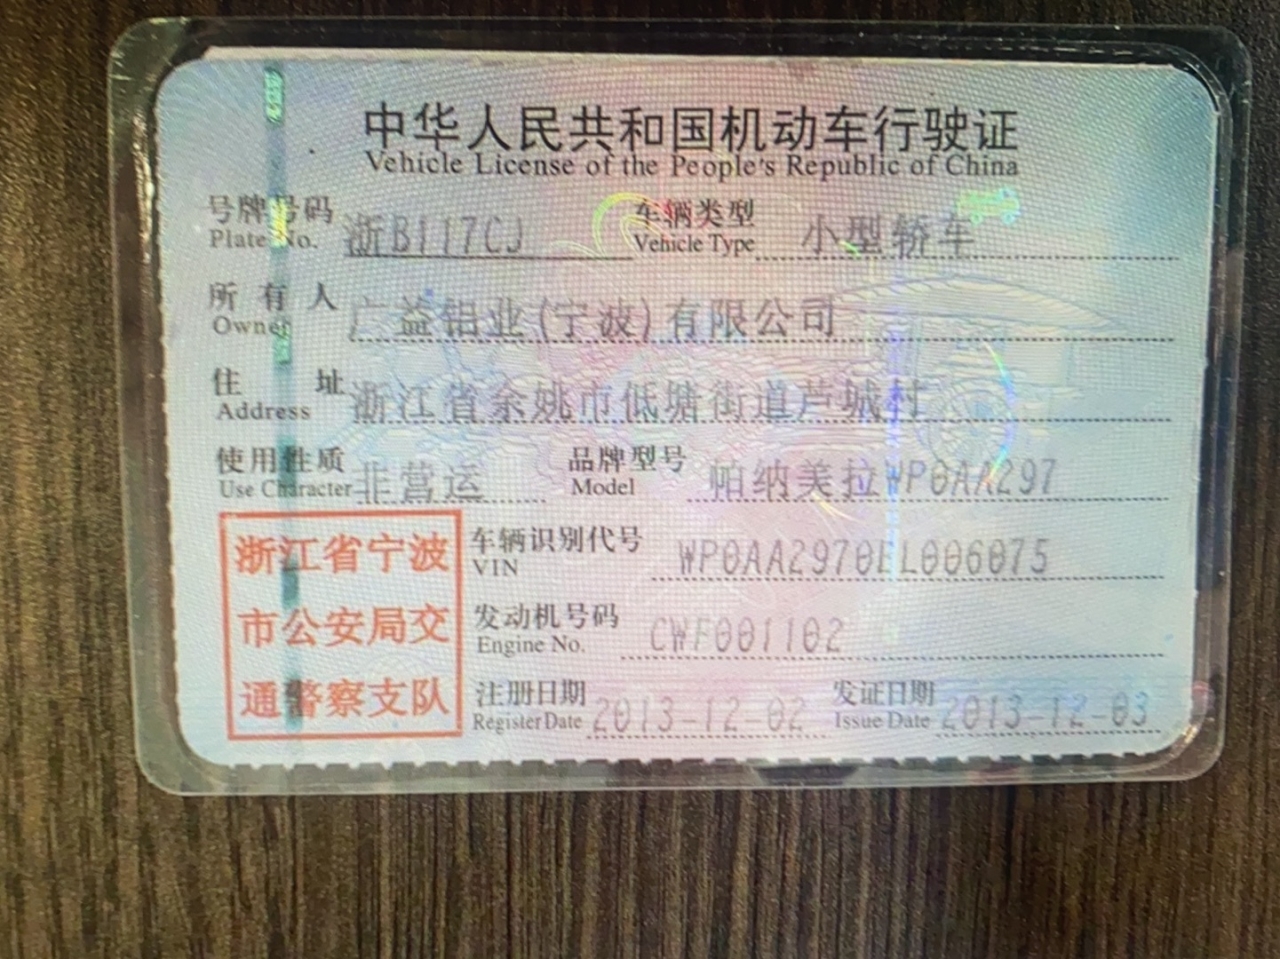 中华人民共和国机动车行驶证
Vehicle License of the People's Republic of China
号牌号码 浙B117CJ 车辆类型 小型轿车
Plate No. Vehicle Type
所有人 广益铝业(宁波)有限公司
Owner
住址 浙江省余姚市低塘街道芦城村
Address
使用性质 非营运 品牌型号 帕纳美拉WP0AA297
Use Character Model
浙江省宁波
市公安局交
通警察支队
车辆识别代号 WP0AA2970EL006075
VIN
发动机号码 CWF001102
Engine No.
注册日期 2013-12-02 发证日期 2013-12-03
Register Date Issue Date